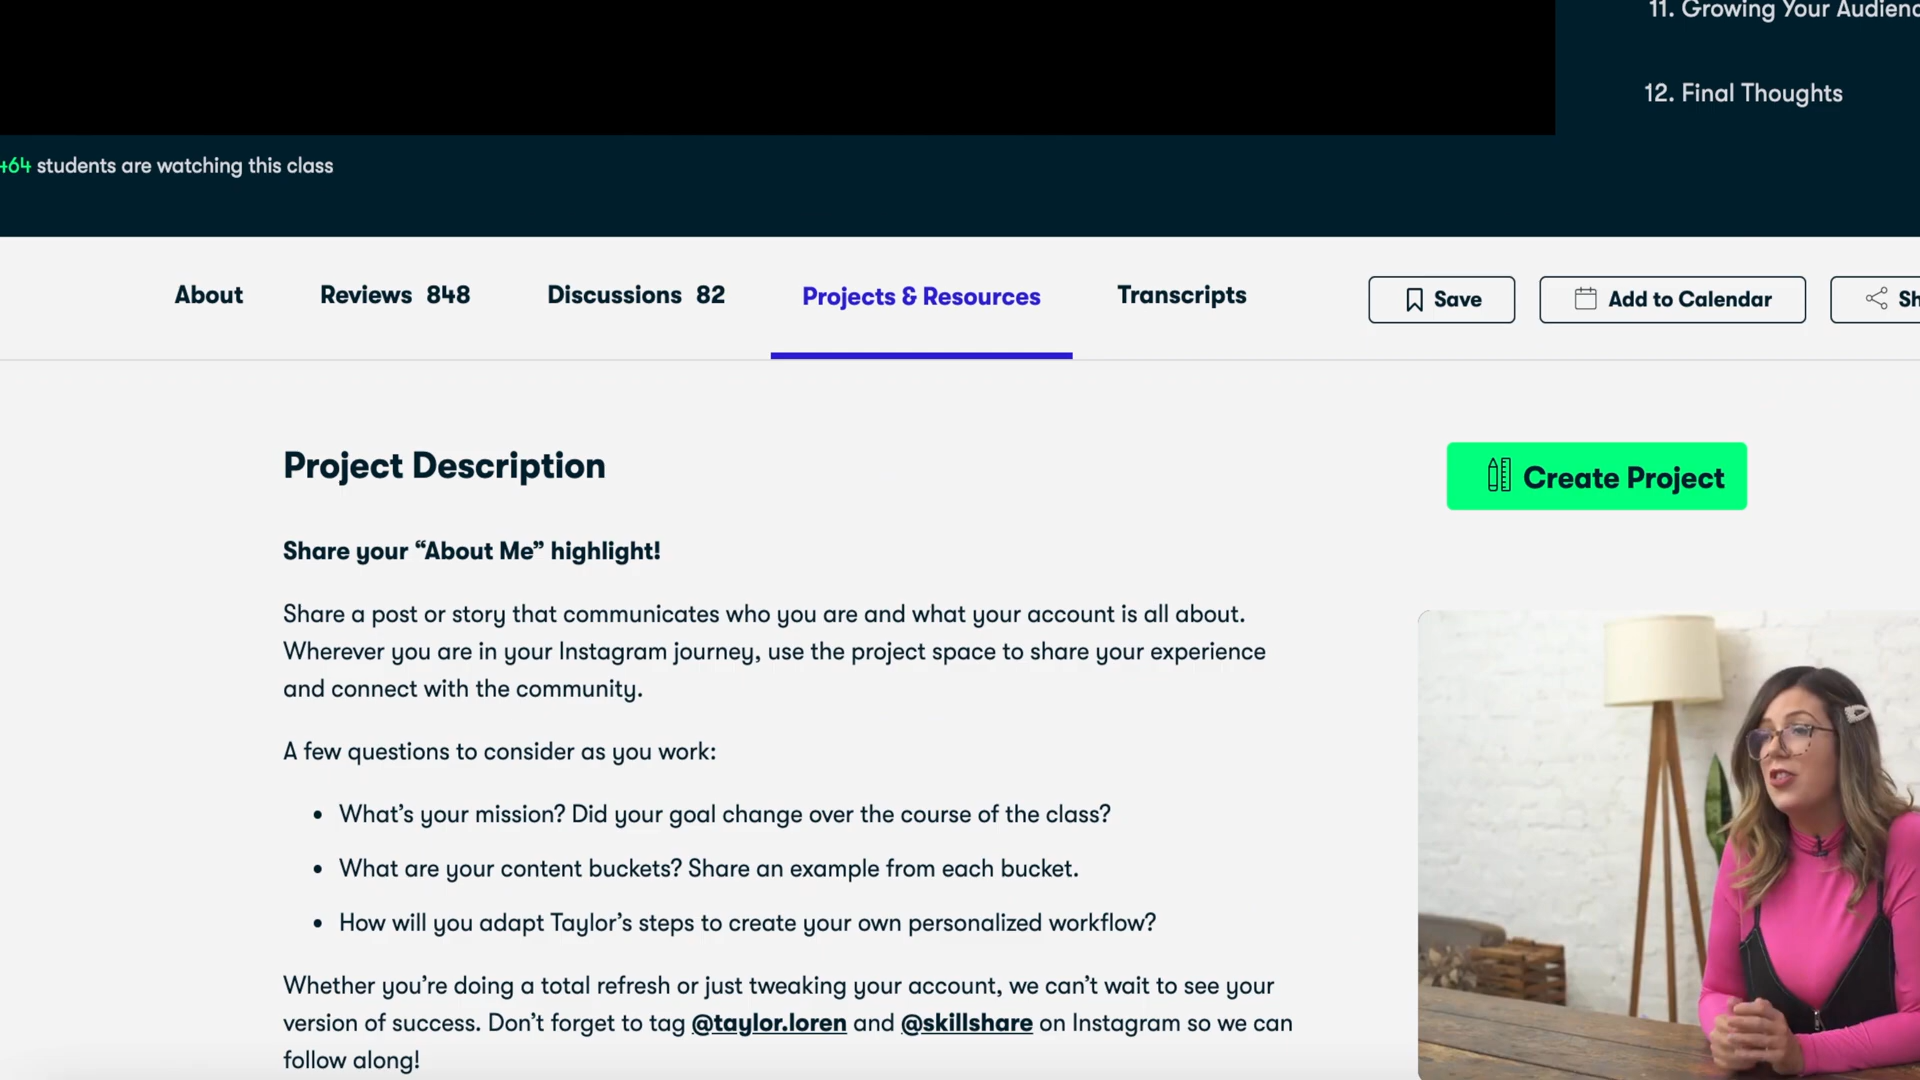 11. Growing Your
12. Final Thoughts
students are watching this class
About
Reviews 848
Discussions 82
Projects & Resources
Transcripts
Save
Add to Calendar
Project Description
Create Project
Share your “About Me” highlight!
Share a post or story that communicates who you are and what your account is all about.
Wherever you are in your Instagram journey, use the project space to share your experience
and connect with the community.
A few questions to consider as you work:
• What’s your mission? Did your goal change over the course of the class?
• What are your content buckets? Share an example from each bucket.
• How will you adapt Taylor’s steps to create your own personalized workflow?
Whether you’re doing a total refresh or just tweaking your account, we can’t wait to see your
version of success. Don’t forget to tag @taylor.loren and @skillshare on Instagram so we can
follow along!